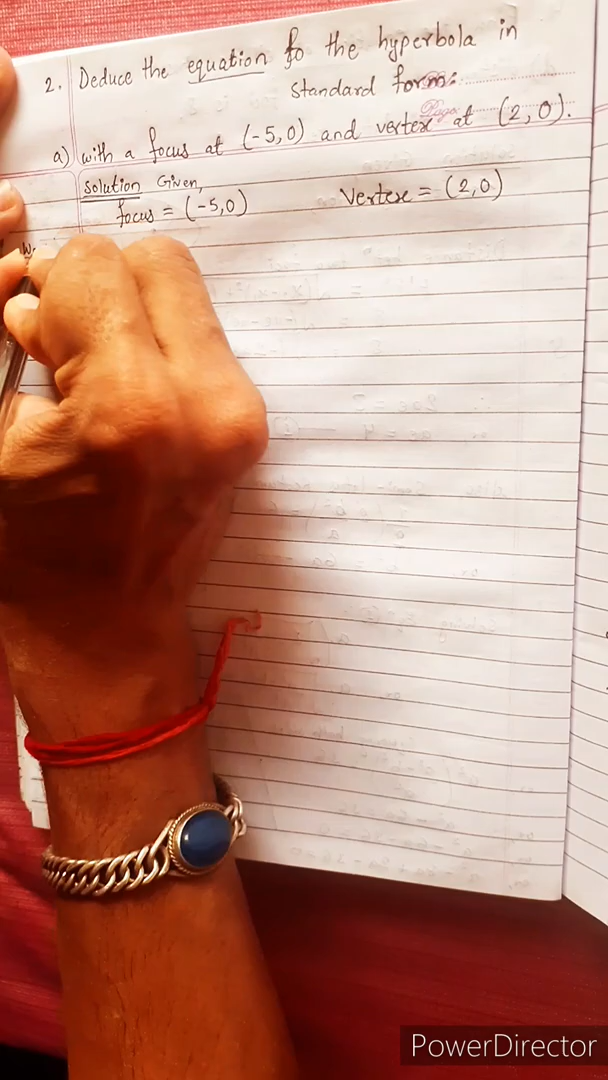 2. Deduce the equation fo the hyperbola in
standard form:
a) with a focus at (-5,0) and vertex at (2,0).
Solution Given,
focus = (-5,0) Vertex = (2,0)
PowerDirector